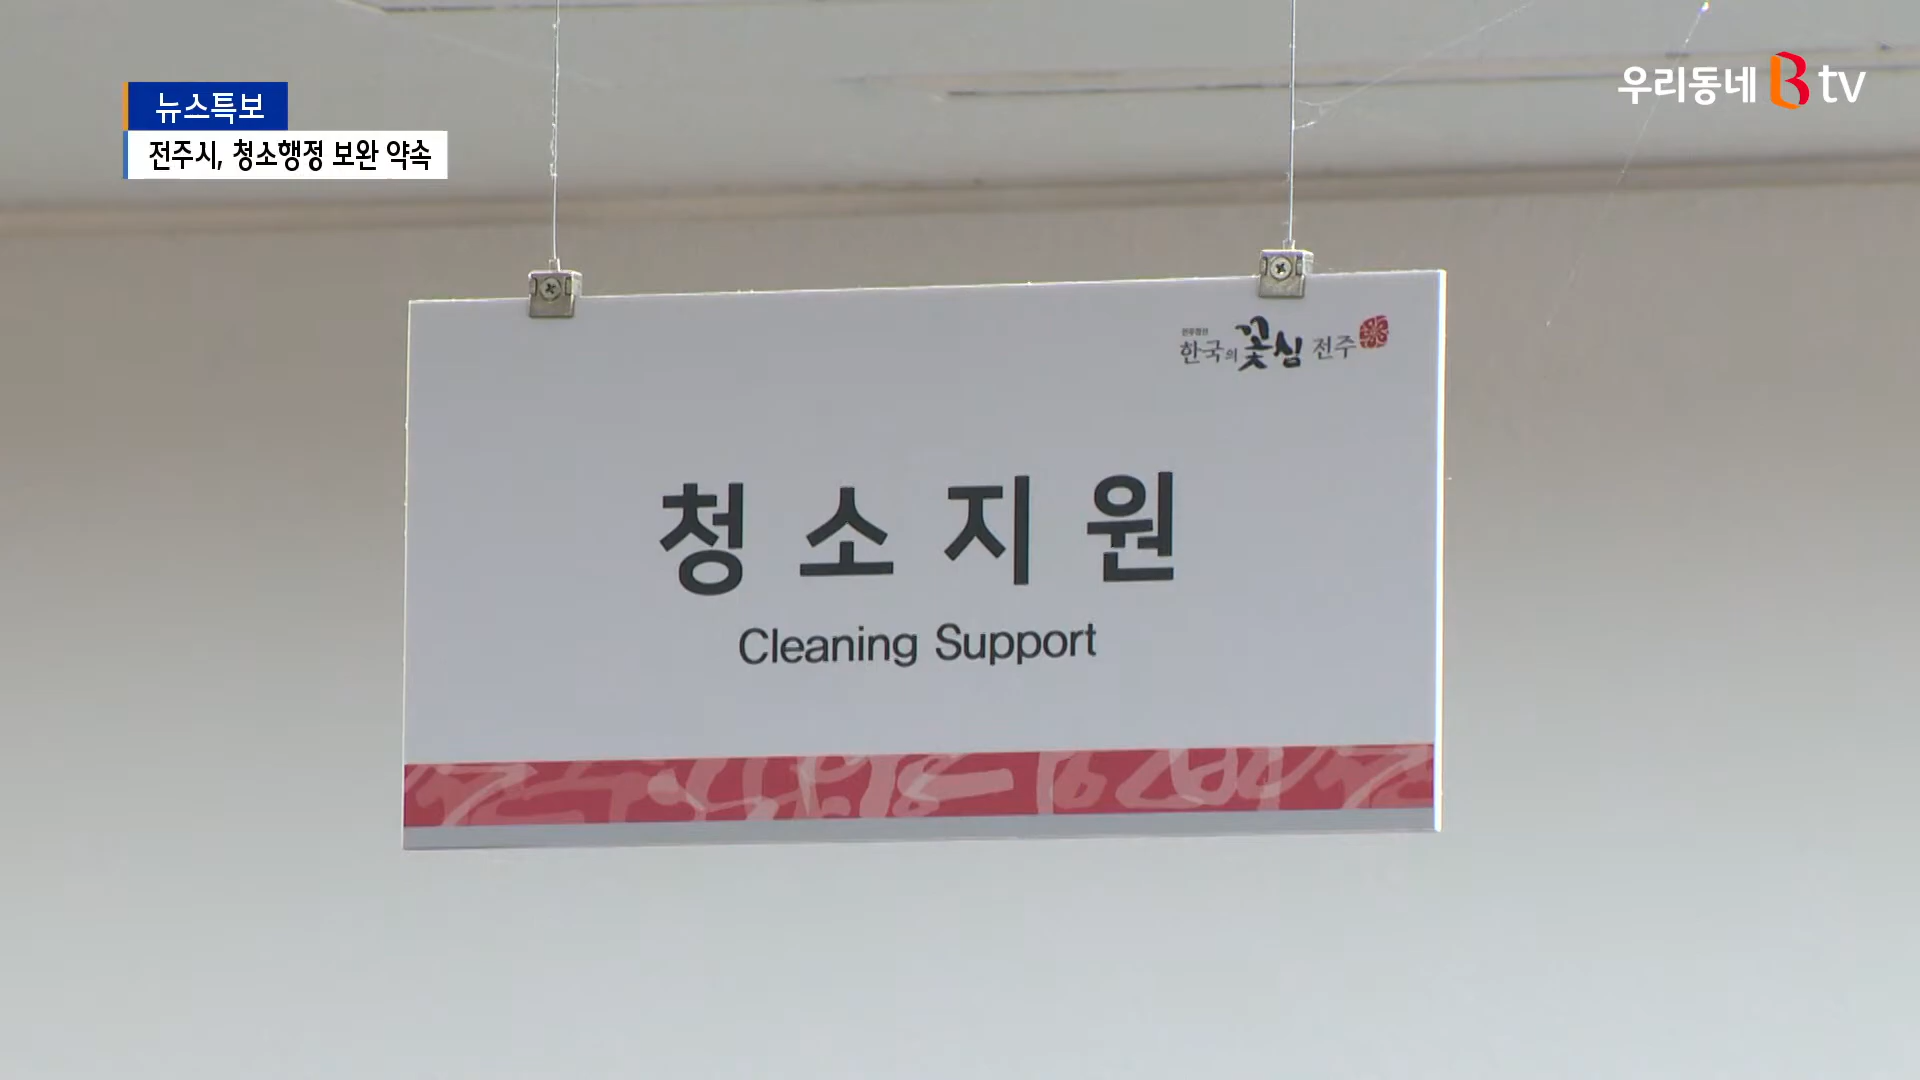 뉴스특보
전주시, 청소행정 보완 약속
우리동네 B tv
한국의 꽃심 전주
청소지원
Cleaning Support